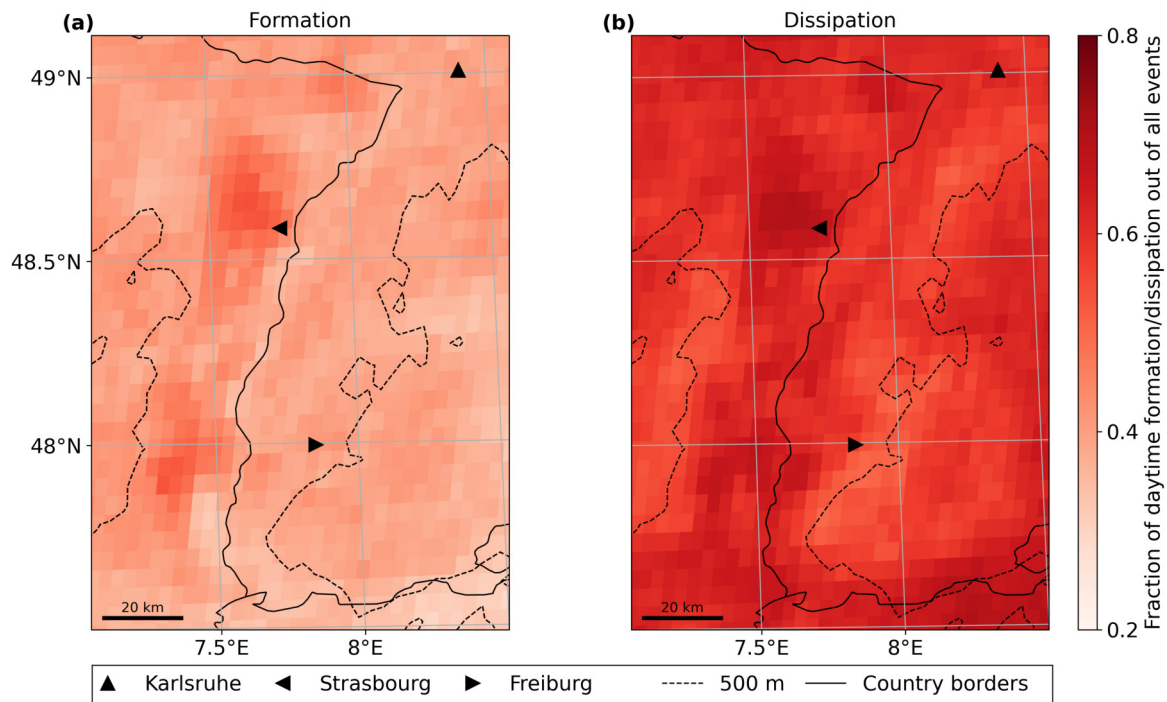 (a) Formation
(b) Dissipation
49°N
48.5°N
48°N
7.5°E 8°E
20 km
7.5°E 8°E
20 km
0.8
0.6
0.4
0.2
Fraction of daytime formation/dissipation out of all events
▲ Karlsruhe ◀ Strasbourg ▶ Freiburg 500 m Country borders